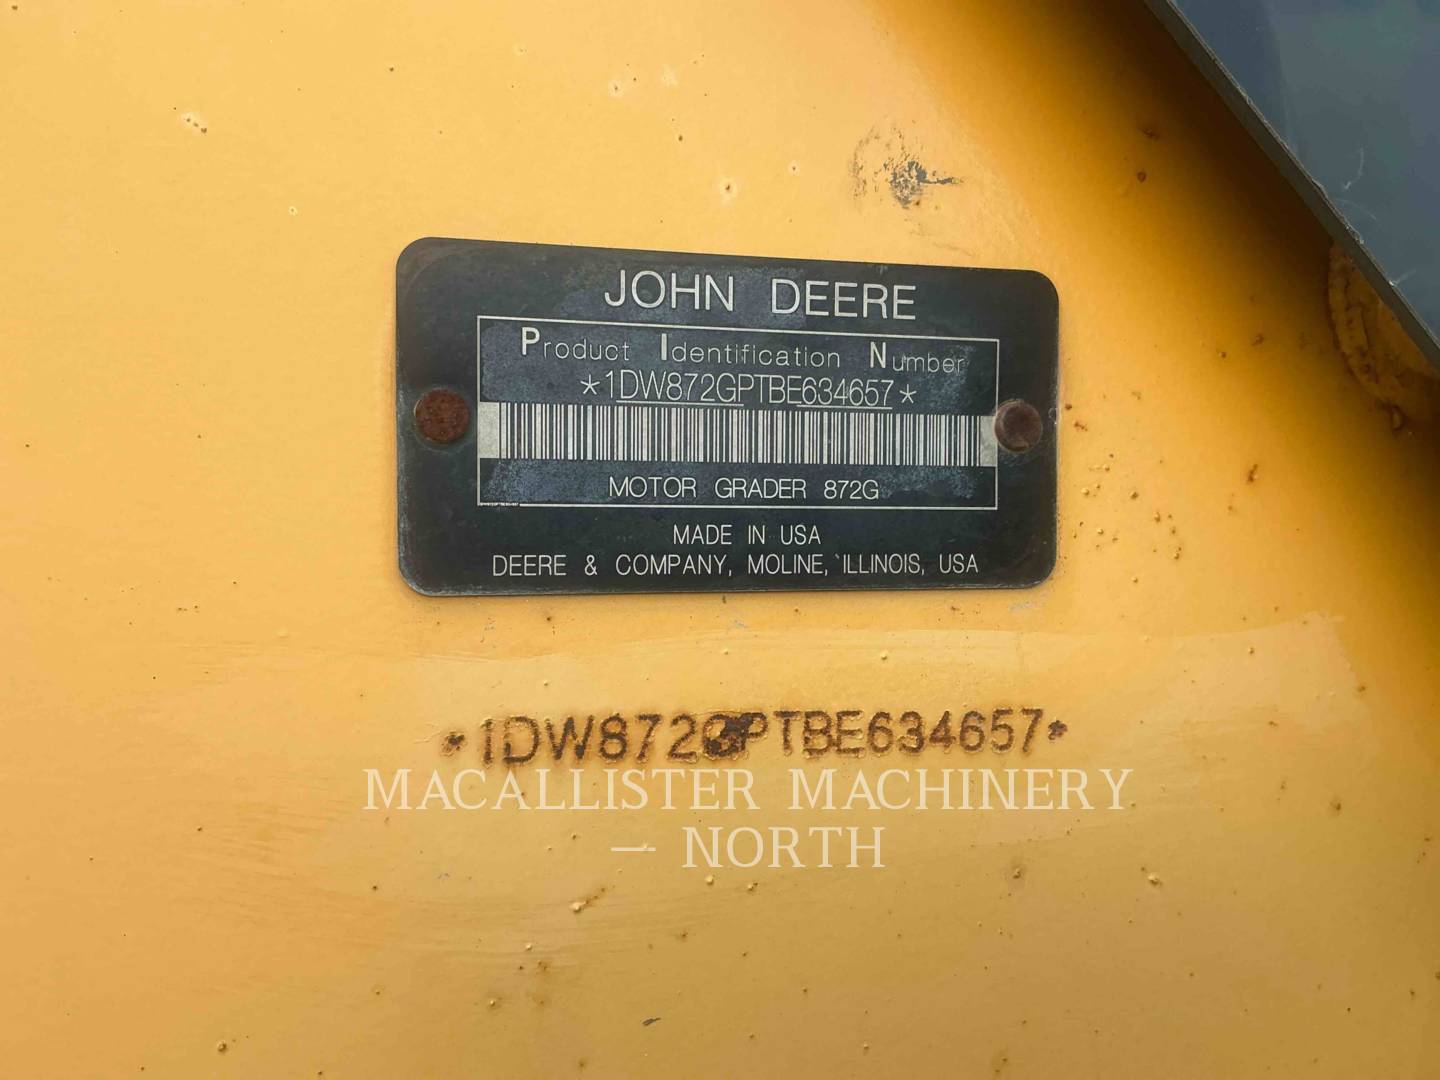 JOHN DEERE
Product Identification Number
*1DW872GPTBE634657*
MOTOR GRADER 872G
MADE IN USA
DEERE & COMPANY, MOLINE, ILLINOIS, USA
*1DW872GPTBE634657*
MACALLISTER MACHINERY
— NORTH